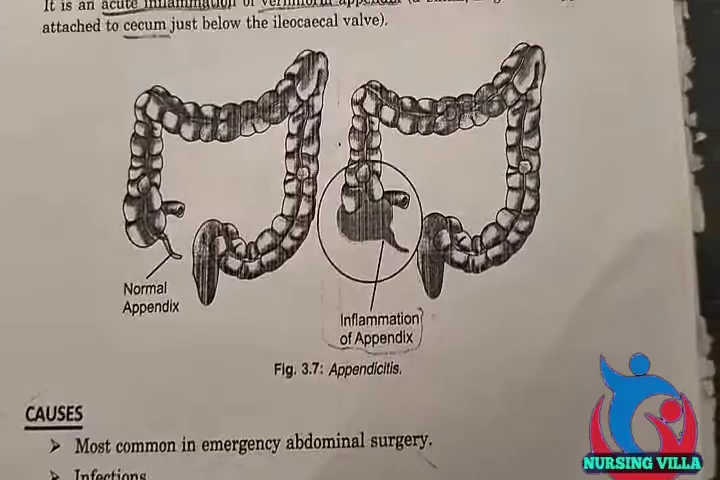 It is an acute inflammation of vermiform appendix (a
attached to cecum just below the ileocaecal valve).
Normal
Appendix
Inflammation
of Appendix
Fig. 3.7: Appendicitis.
CAUSES
➢ Most common in emergency abdominal surgery.
➢ Infections
NURSING VILLA